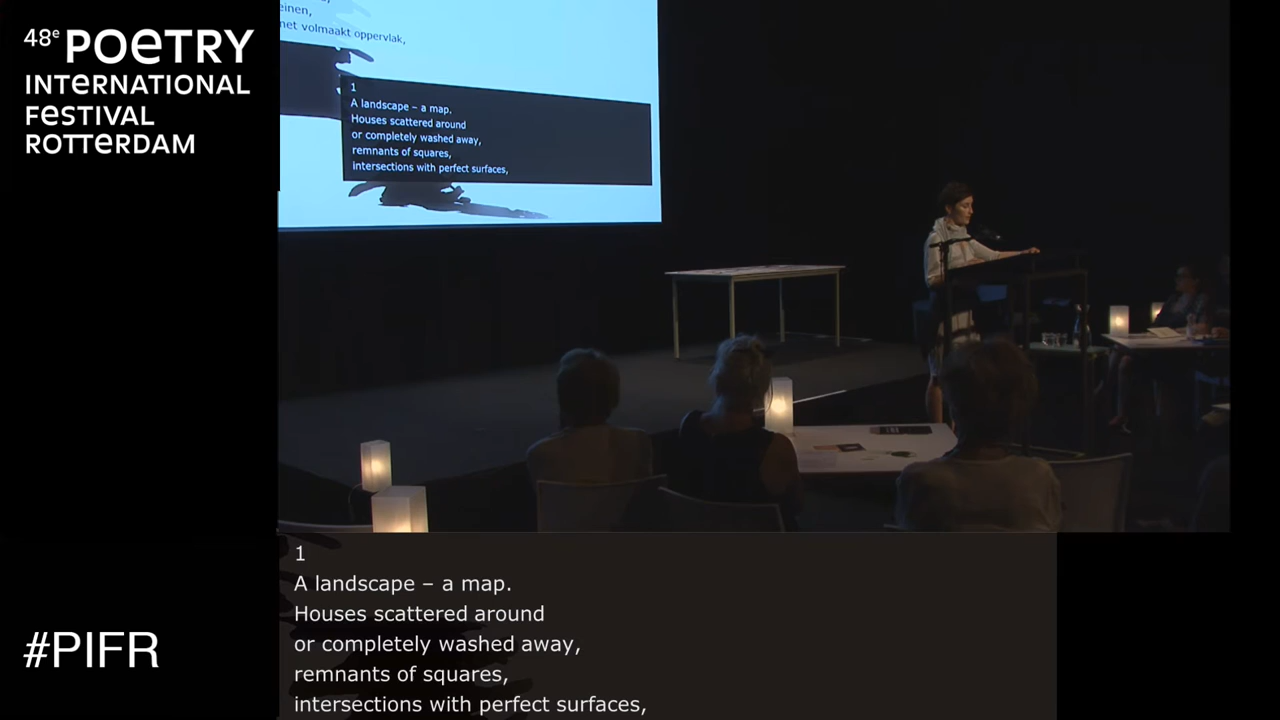 48e POETRY
INTERNATIONAL
FESTIVAL
ROTTERDAM
einen,
met volmaakt oppervlak,
1
A landscape – a map.
Houses scattered around
or completely washed away,
remnants of squares,
intersections with perfect surfaces,
#PIFR
1
A landscape – a map.
Houses scattered around
or completely washed away,
remnants of squares,
intersections with perfect surfaces,